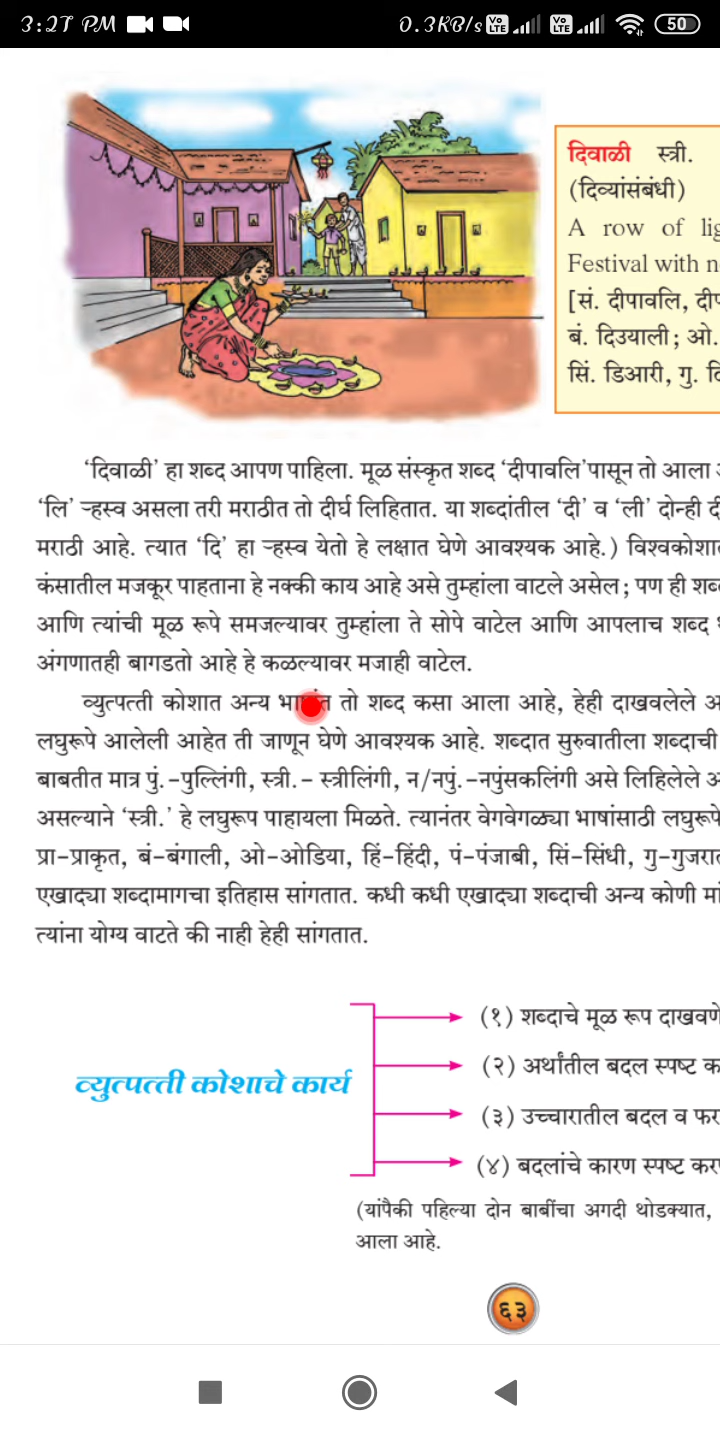 3:27 PM
0.3KB/s Vo LTE Vo LTE 50
दिवाळी स्त्री.
(दिव्यांसंबंधी)
A row of lig
Festival with n
[सं. दीपावलि, दीप
बं. दिउयाली; ओ.
सिं. डिआरी, गु. दि
'दिवाळी' हा शब्द आपण पाहिला. मूळ संस्कृत शब्द 'दीपावलि'पासून तो आला
'लि' ऱ्हस्व असला तरी मराठीत तो दीर्घ लिहितात. या शब्दांतील 'दी' व 'ली' दोन्ही दी
मराठी आहे. त्यात 'दि' हा ऱ्हस्व येतो हे लक्षात घेणे आवश्यक आहे.) विश्वकोशात
कंसातील मजकूर पाहताना हे नक्की काय आहे असे तुम्हांला वाटले असेल; पण ही शब्द
आणि त्यांची मूळ रूपे समजल्यावर तुम्हांला ते सोपे वाटेल आणि आपलाच शब्द
अंगणातही बागडतो आहे हे कळल्यावर मजाही वाटेल.
व्युत्पत्ती कोशात अन्य तो शब्द कसा आला आहे, हेही दाखवलेले अ
लघुरूपे आलेली आहेत ती जाणून घेणे आवश्यक आहे. शब्दात सुरुवातीला शब्दाची
बाबतीत मात्र पुं.-पुल्लिंगी, स्त्री.- स्त्रीलिंगी, न/नपुं.-नपुंसकलिंगी असे लिहिलेले अ
असल्याने 'स्त्री.' हे लघुरूप पाहायला मिळते. त्यानंतर वेगवेगळ्या भाषांसाठी लघुरूपे
प्रा-प्राकृत, बं-बंगाली, ओ-ओडिया, हिं-हिंदी, पं-पंजाबी, सिं-सिंधी, गु-गुजरात
एखाद्या शब्दामागचा इतिहास सांगतात. कधी कधी एखाद्या शब्दाची अन्य कोणी मां
त्यांना योग्य वाटते की नाही हेही सांगतात.
व्युत्पत्ती कोशाचे कार्य
(१) शब्दाचे मूळ रूप दाखवणे
(२) अर्थांतील बदल स्पष्ट क
(३) उच्चारातील बदल व फर
(४) बदलांचे कारण स्पष्ट कर
(यांपैकी पहिल्या दोन बाबींचा अगदी थोडक्यात,
आला आहे.
६३